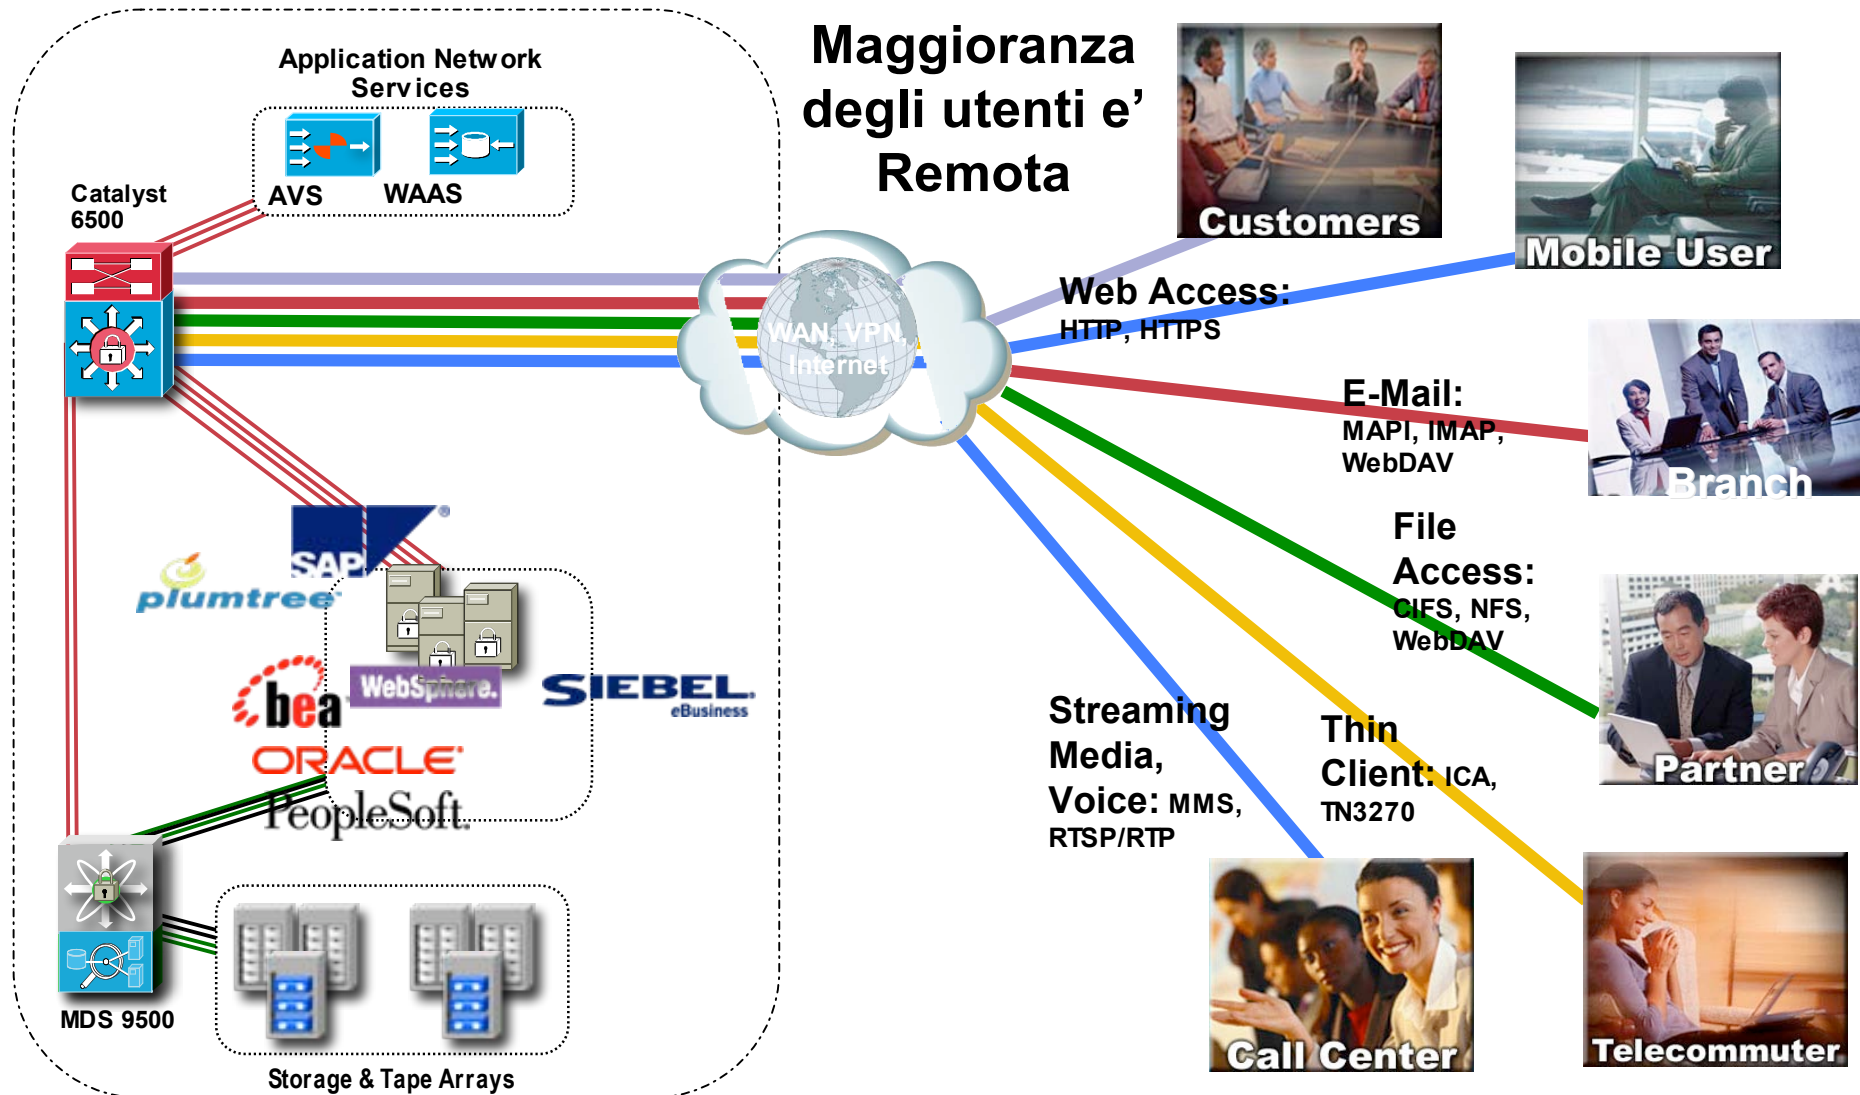 Application Network
Services
AVS
WAAS
Catalyst
6500
Maggioranza
degli utenti e’
Remota
Customers
Mobile User
WAN, VPN,
Internet
Web Access:
HTTP, HTTPS
E-Mail:
MAPI, IMAP,
WebDAV
Branch
File
Access:
CIFS, NFS,
WebDAV
Partner
Streaming
Media,
Voice: MMS,
RTSP/RTP
Thin
Client: ICA,
TN3270
Call Center
Telecommuter
SAP ®
plumtree
bea
WebSphere.
SIEBEL.
eBusiness
ORACLE
PeopleSoft.
MDS 9500
Storage & Tape Arrays